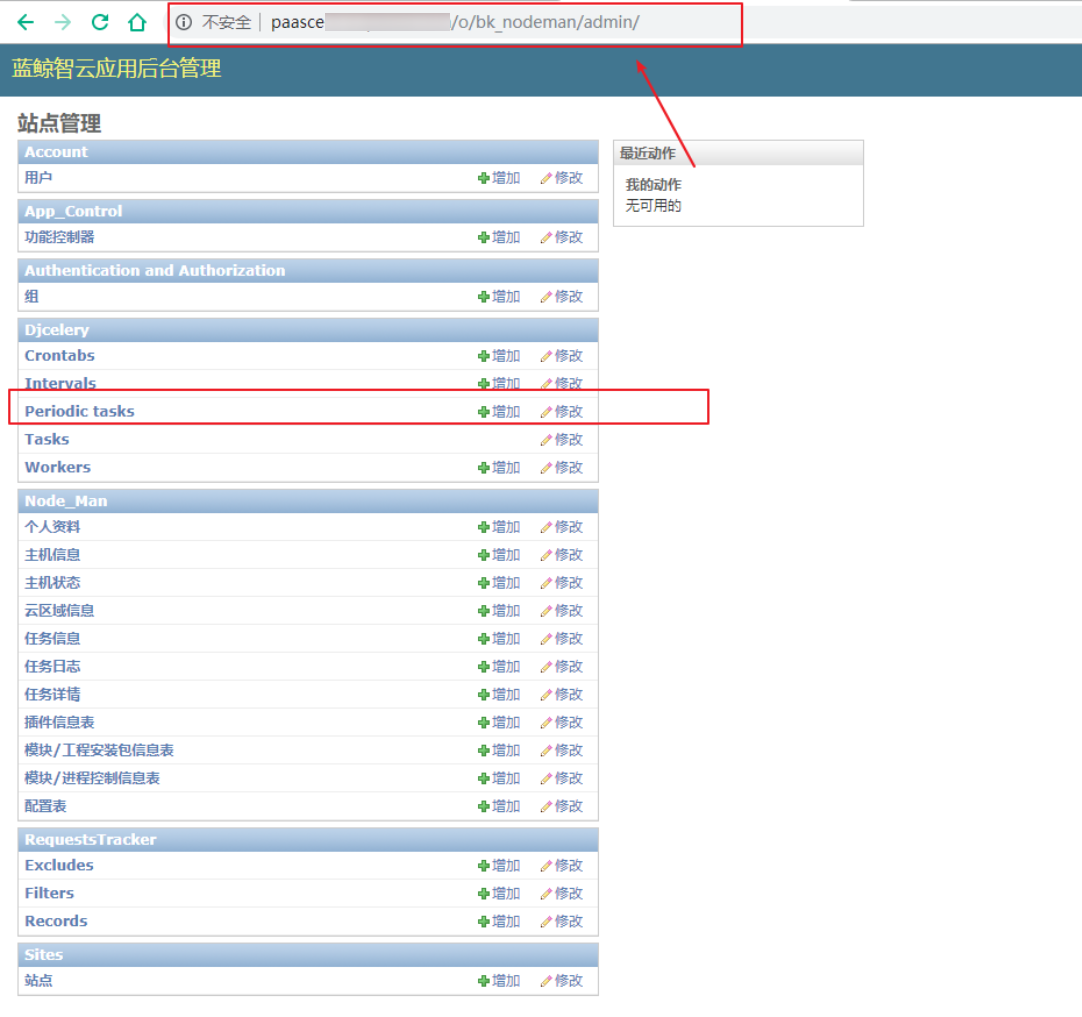 不安全 paasce /o/bk_nodeman/admin/
蓝鲸智云应用后台管理
站点管理
Account
用户 增加 修改
App_Control
功能控制器 增加 修改
Authentication and Authorization
组 增加 修改
Djcelery
Crontabs 增加 修改
Intervals 增加 修改
Periodic tasks 增加 修改
Tasks 修改
Workers 增加 修改
Node_Man
个人资料 增加 修改
主机信息 增加 修改
主机状态 增加 修改
云区域信息 增加 修改
任务信息 增加 修改
任务日志 增加 修改
任务详情 增加 修改
插件信息表 增加 修改
模块/工程安装包信息表 增加 修改
模块/进程控制信息表 增加 修改
配置表 增加 修改
RequestsTracker
Excludes 增加 修改
Filters 增加 修改
Records 增加 修改
Sites
站点 增加 修改
最近动作
我的动作
无可用的